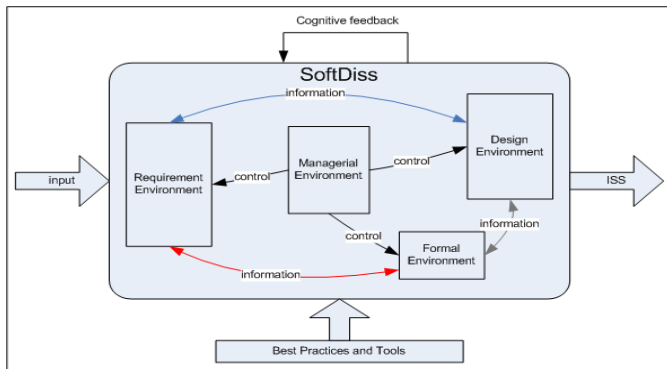 Cognitive feedback
SoftDiss
information
Design
Environment
Managerial
Environment
Requirement
Environment
control
control
input
ISS
control
information
Formal
Environment
information
Best Practices and Tools